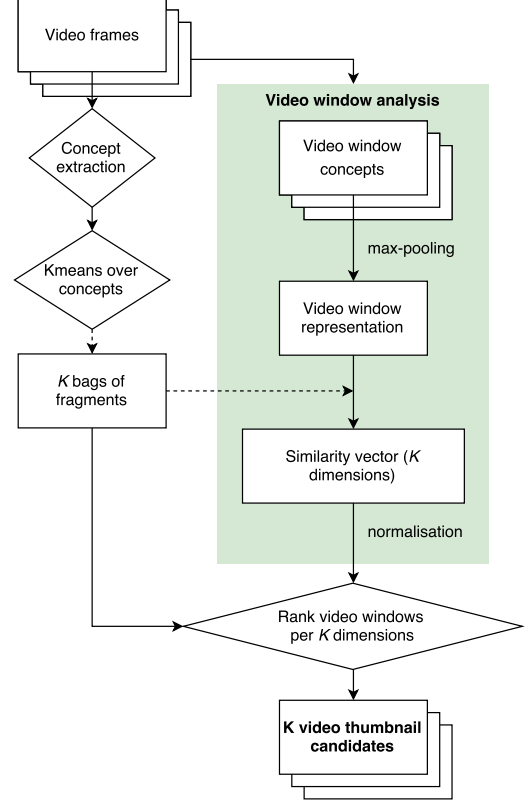 Video frames
Video window analysis
Video window
concepts
Concept
extraction
max-pooling
Kmeans over
concepts
Video window
representation
K bags of
fragments
Similarity vector (K
dimensions)
normalisation
Rank video windows
per K dimensions
K video thumbnail
candidates